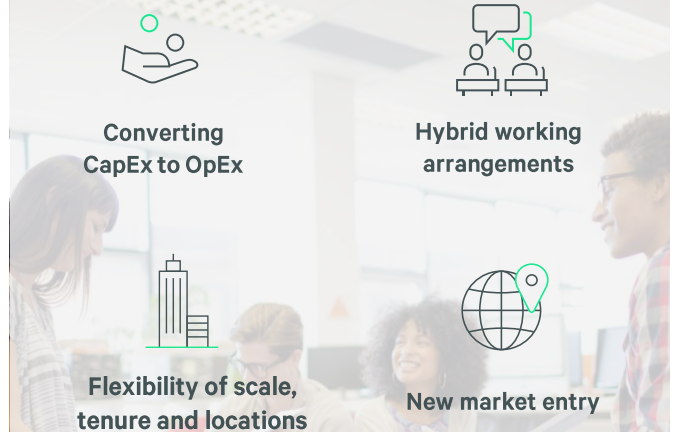 Converting
CapEx to OpEx
Hybrid working
arrangements
Flexibility of scale,
tenure and locations
New market entry